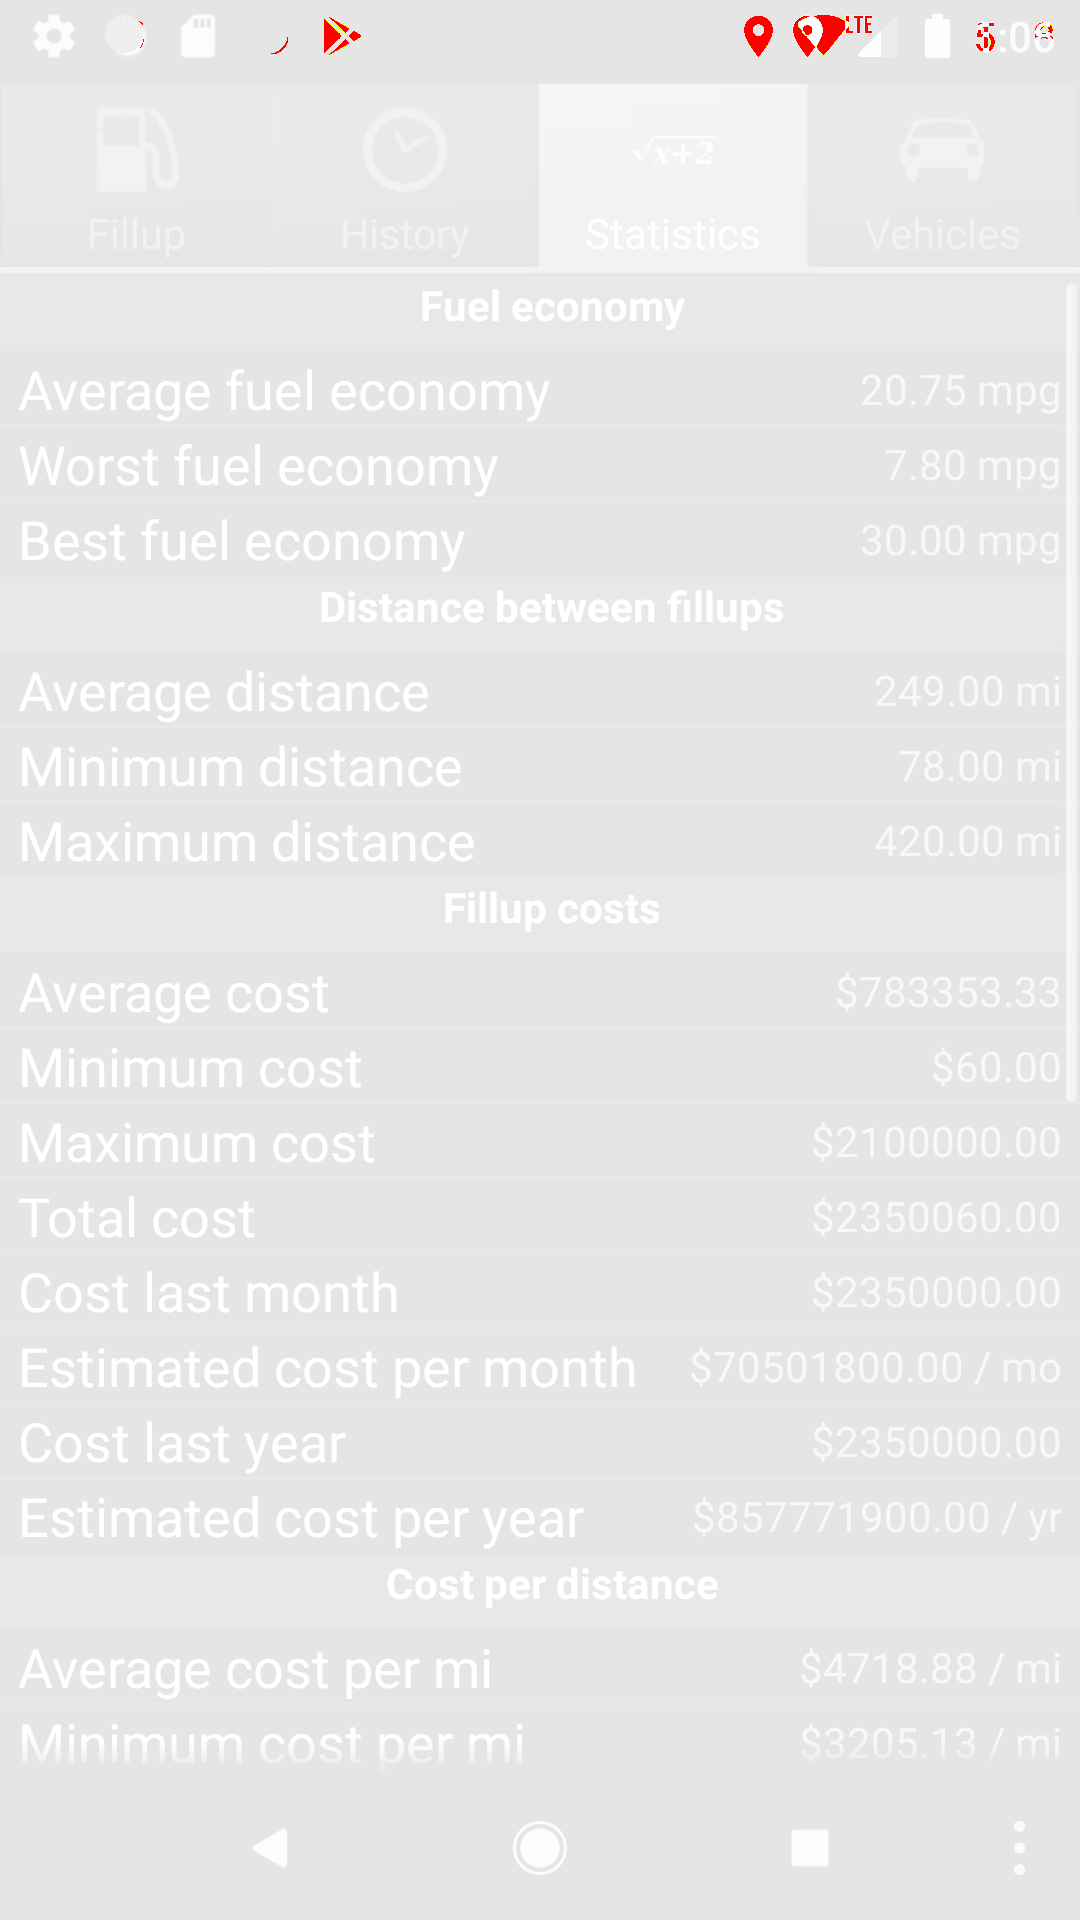 LTE
Fillup
History
√x+2
Statistics
Vehicles
Fuel economy
Average fuel economy 20.75 mpg
Worst fuel economy 7.80 mpg
Best fuel economy 30.00 mpg
Distance between fillups
Average distance 249.00 mi
Minimum distance 78.00 mi
Maximum distance 420.00 mi
Fillup costs
Average cost $783353.33
Minimum cost $60.00
Maximum cost $2100000.00
Total cost $2350060.00
Cost last month $2350000.00
Estimated cost per month $70501800.00 / mo
Cost last year $2350000.00
Estimated cost per year $857771900.00 / yr
Cost per distance
Average cost per mi $4718.88 / mi
Minimum cost per mi $3205.13 / mi